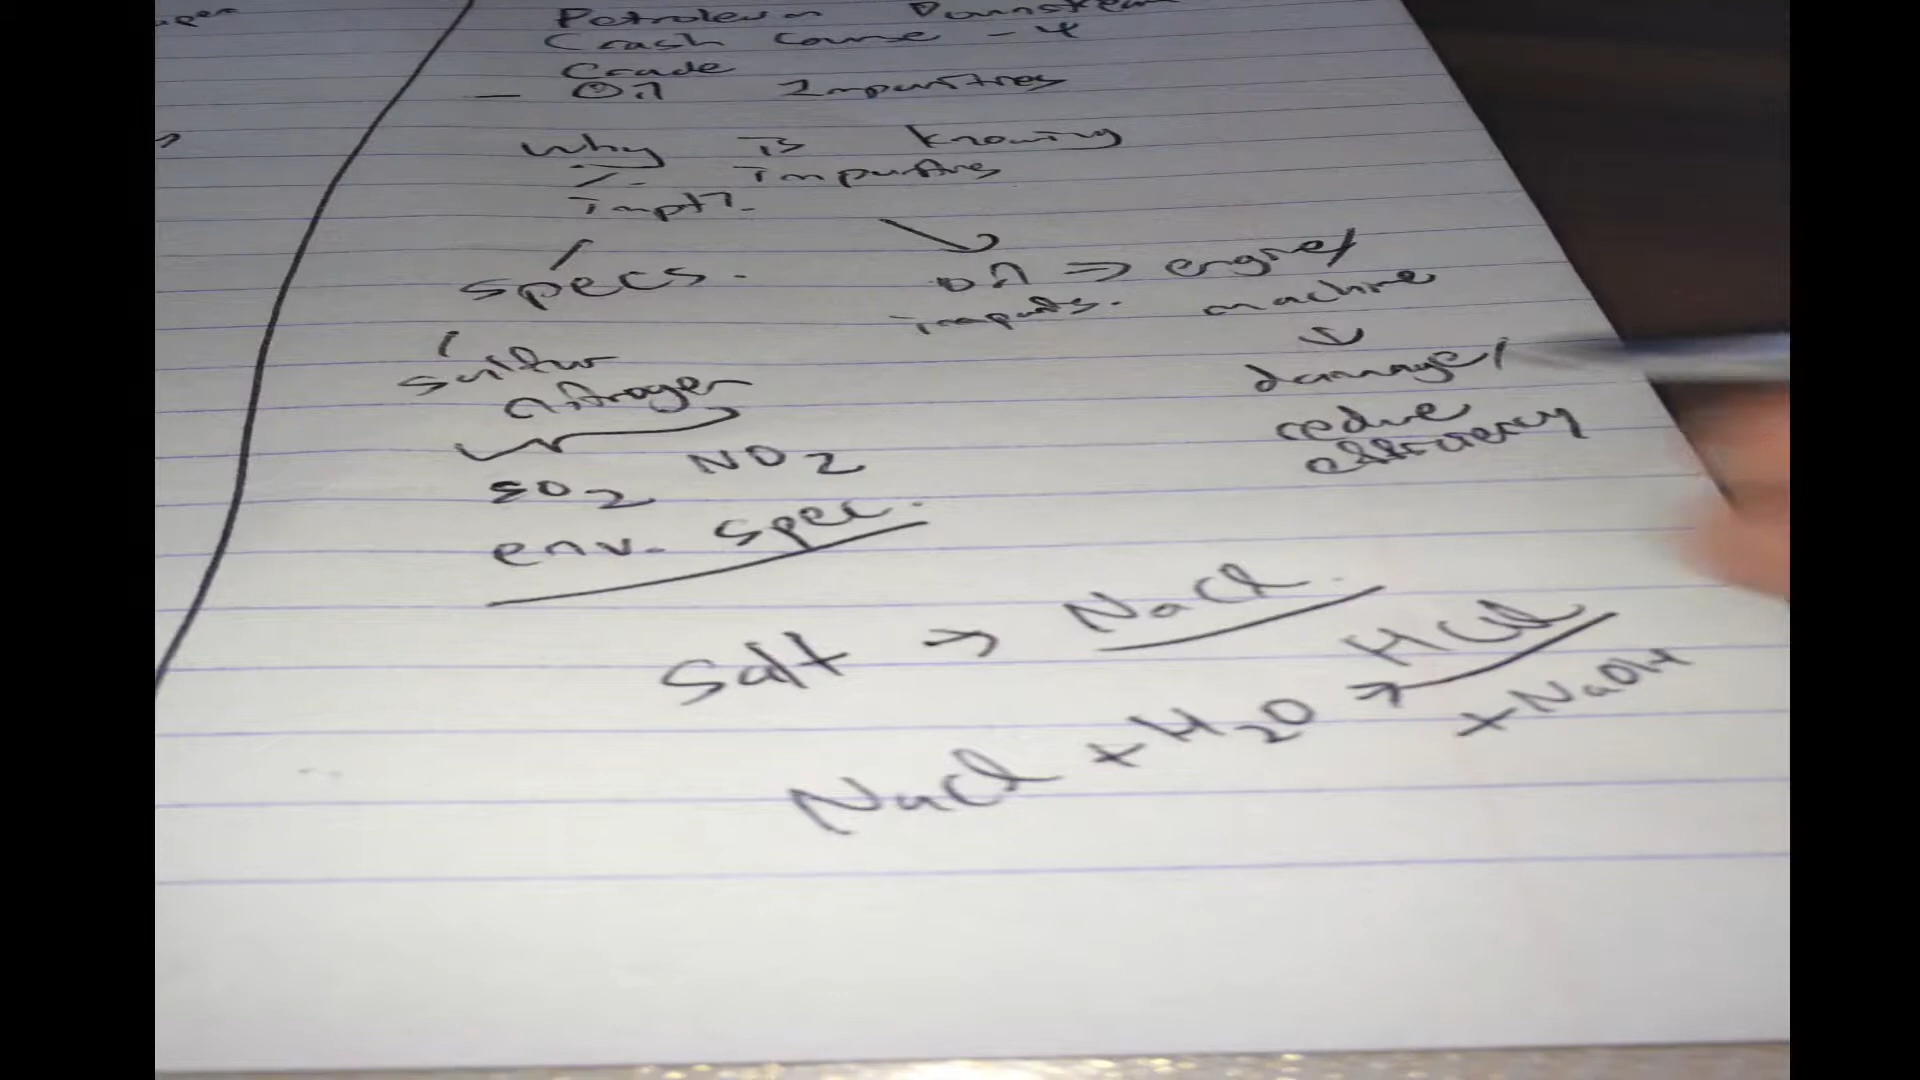 Petroleum Downstream
Crash Course - 4
Crude
- Oil Impurities
Why is knowing
impurities
impt?
specs.
oil => engine/
machine
sulfur
nitrogen
damage/
reduce
efficiency
SO2 NO2
env. spec.
Salt → NaCl.
NaCl + H2O → HCl
+ NaOH